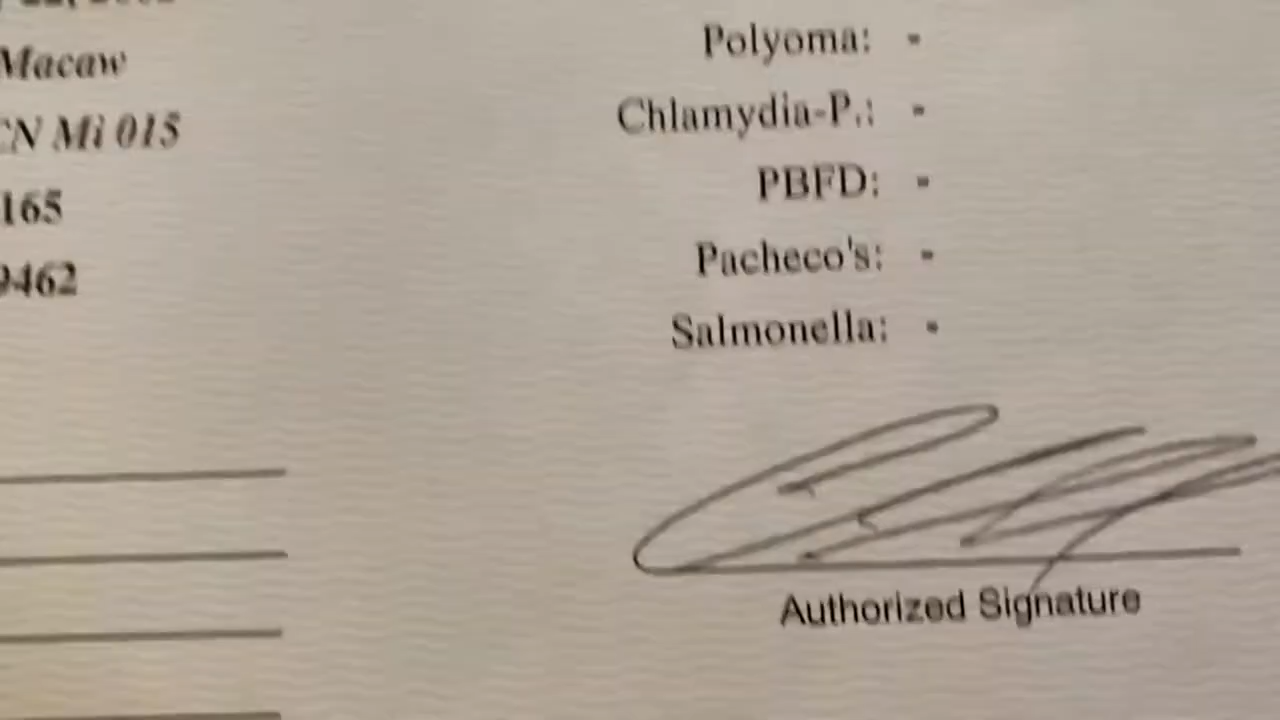 Macaw
CN Mi 015
165
9462
Polyoma: -
Chlamydia-P.: -
PBFD: -
Pacheco's: -
Salmonella: -
Authorized Signature